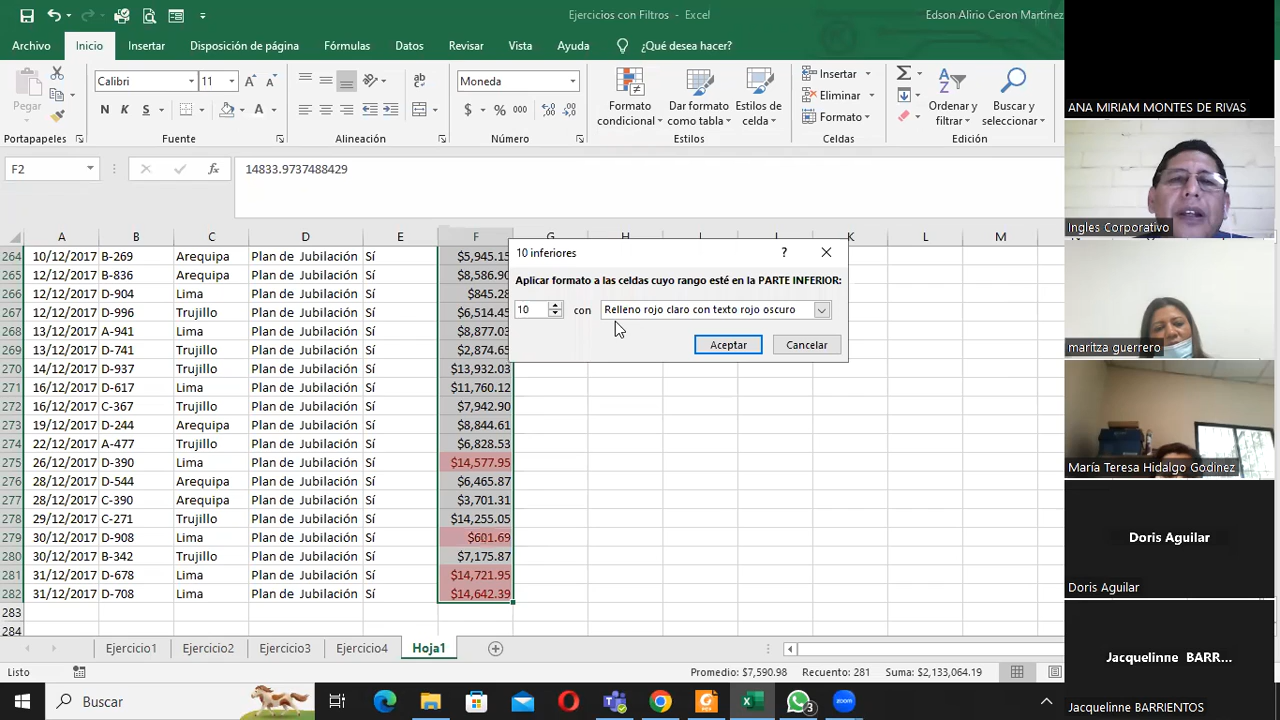 Ejercicios con Filtros - Excel
Edson Alirio Ceron Martinez
Archivo Inicio Insertar Disposición de página Fórmulas Datos Revisar Vista Ayuda ¿Qué desea hacer?
Pegar
Calibri 11
N K S
Moneda
$ % 000
Formato condicional
Dar formato como tabla
Estilos de celda
Insertar
Eliminar
Formato
Ordenar y filtrar
Buscar y seleccionar
Portapapeles Fuente Alineación Número Estilos Celdas Edición
F2 fx 14833.9737488429
A B C D E F G H I J K L M
264 10/12/2017 B-269 Arequipa Plan de Jubilación Sí $5,945.15
265 12/12/2017 B-836 Arequipa Plan de Jubilación Sí $8,586.90
266 12/12/2017 D-904 Lima Plan de Jubilación Sí $845.28
267 12/12/2017 D-996 Trujillo Plan de Jubilación Sí $6,514.45
268 13/12/2017 A-941 Lima Plan de Jubilación Sí $8,877.03
269 13/12/2017 D-741 Trujillo Plan de Jubilación Sí $2,874.65
270 14/12/2017 D-937 Trujillo Plan de Jubilación Sí $13,932.03
271 16/12/2017 D-617 Lima Plan de Jubilación Sí $11,760.12
272 16/12/2017 C-367 Trujillo Plan de Jubilación Sí $7,942.90
273 19/12/2017 D-244 Arequipa Plan de Jubilación Sí $8,844.61
274 22/12/2017 A-477 Trujillo Plan de Jubilación Sí $6,828.53
275 26/12/2017 D-390 Lima Plan de Jubilación Sí $14,577.95
276 28/12/2017 D-544 Arequipa Plan de Jubilación Sí $6,465.87
277 28/12/2017 C-390 Arequipa Plan de Jubilación Sí $3,701.31
278 29/12/2017 C-271 Trujillo Plan de Jubilación Sí $14,255.05
279 30/12/2017 D-908 Lima Plan de Jubilación Sí $601.69
280 30/12/2017 B-342 Trujillo Plan de Jubilación Sí $7,175.87
281 31/12/2017 D-678 Lima Plan de Jubilación Sí $14,721.95
282 31/12/2017 D-708 Lima Plan de Jubilación Sí $14,642.39
283
284
10 inferiores ?
Aplicar formato a las celdas cuyo rango esté en la PARTE INFERIOR:
10 con Relleno rojo claro con texto rojo oscuro
Aceptar Cancelar
Ejercicio1 Ejercicio2 Ejercicio3 Ejercicio4 Hoja1
Listo Promedio: $7,590.98 Recuento: 281 Suma: $2,133,064.19
Buscar
3
zoom
ANA MIRIAM MONTES DE RIVAS
Ingles Corporativo
maritza guerrero
María Teresa Hidalgo Godinez
Doris Aguilar
Doris Aguilar
Jacquelinne BARR...
Jacquelinne BARRIENTOS